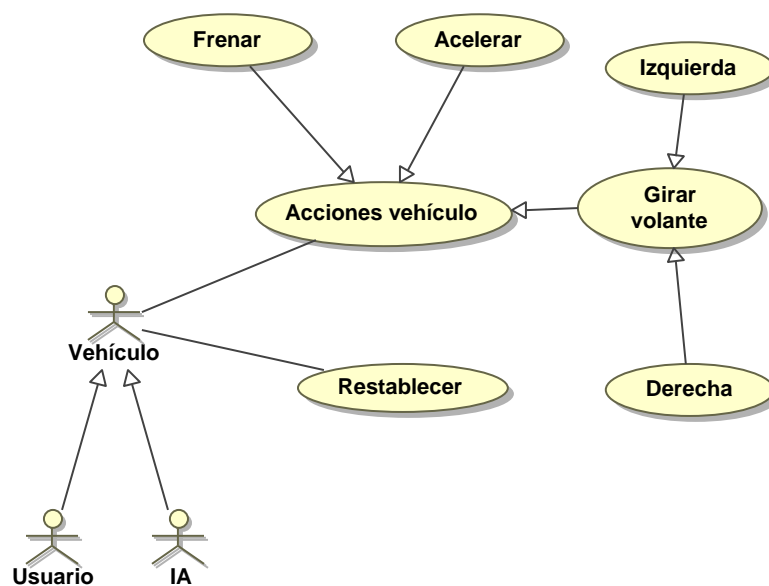 Frenar
Acelerar
Izquierda
Acciones vehículo
Girar
volante
Vehículo
Restablecer
Derecha
Usuario
IA